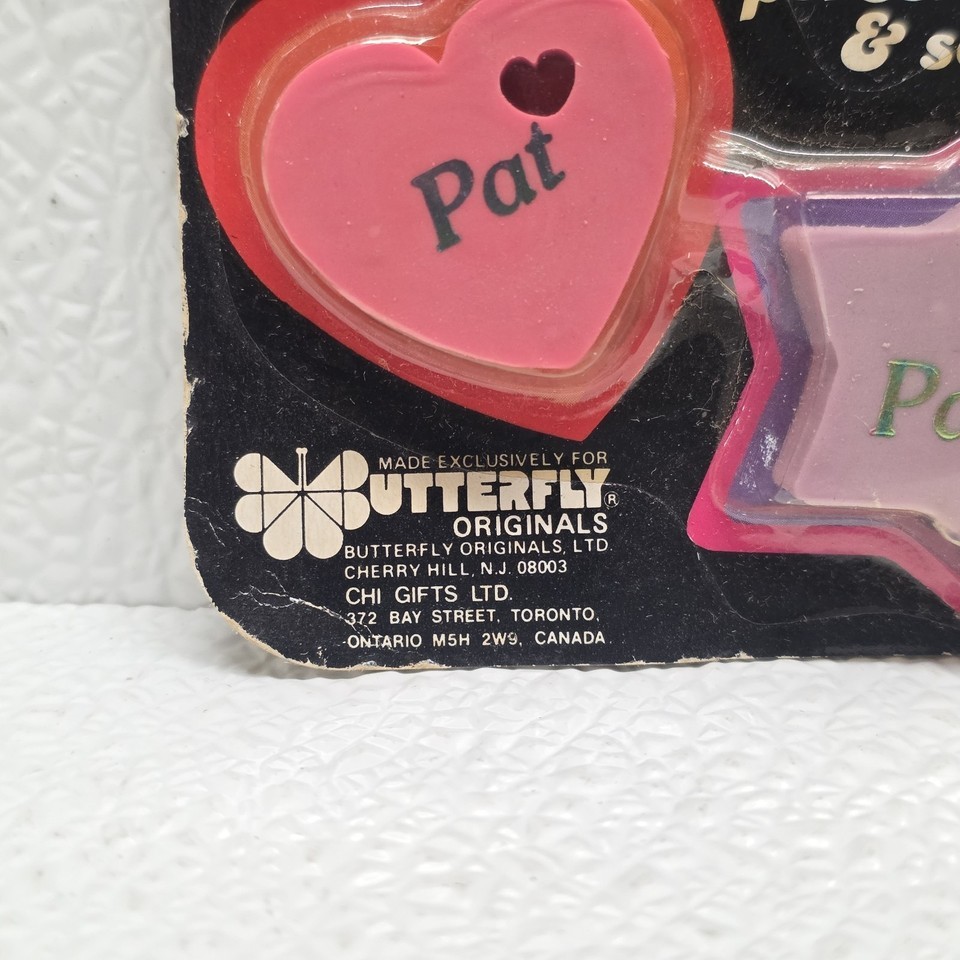 &
Pat
MADE EXCLUSIVELY FOR
BUTTERFLY®
ORIGINALS
BUTTERFLY ORIGINALS, LTD.
CHERRY HILL, N.J. 08003
CHI GIFTS LTD.
372 BAY STREET, TORONTO,
ONTARIO M5H 2W9, CANADA